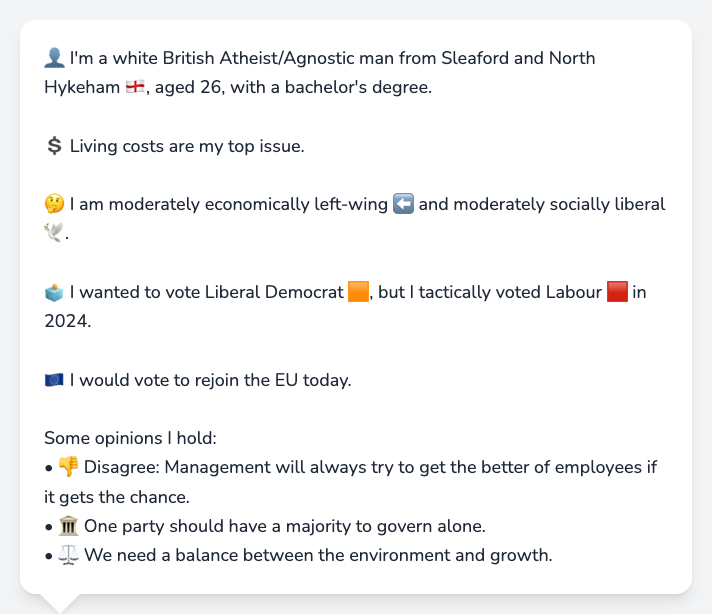 👤 I'm a white British Atheist/Agnostic man from Sleaford and North
Hykeham 🏴󠁧󠁢󠁥󠁮󠁧󠁿, aged 26, with a bachelor's degree.
💲 Living costs are my top issue.
🤔 I am moderately economically left-wing ⬅️ and moderately socially liberal
🕊️.
🗳️ I wanted to vote Liberal Democrat 🟧, but I tactically voted Labour 🟥 in
2024.
🇪🇺 I would vote to rejoin the EU today.
Some opinions I hold:
• 👎 Disagree: Management will always try to get the better of employees if
it gets the chance.
• 🏛️ One party should have a majority to govern alone.
• ⚖️ We need a balance between the environment and growth.